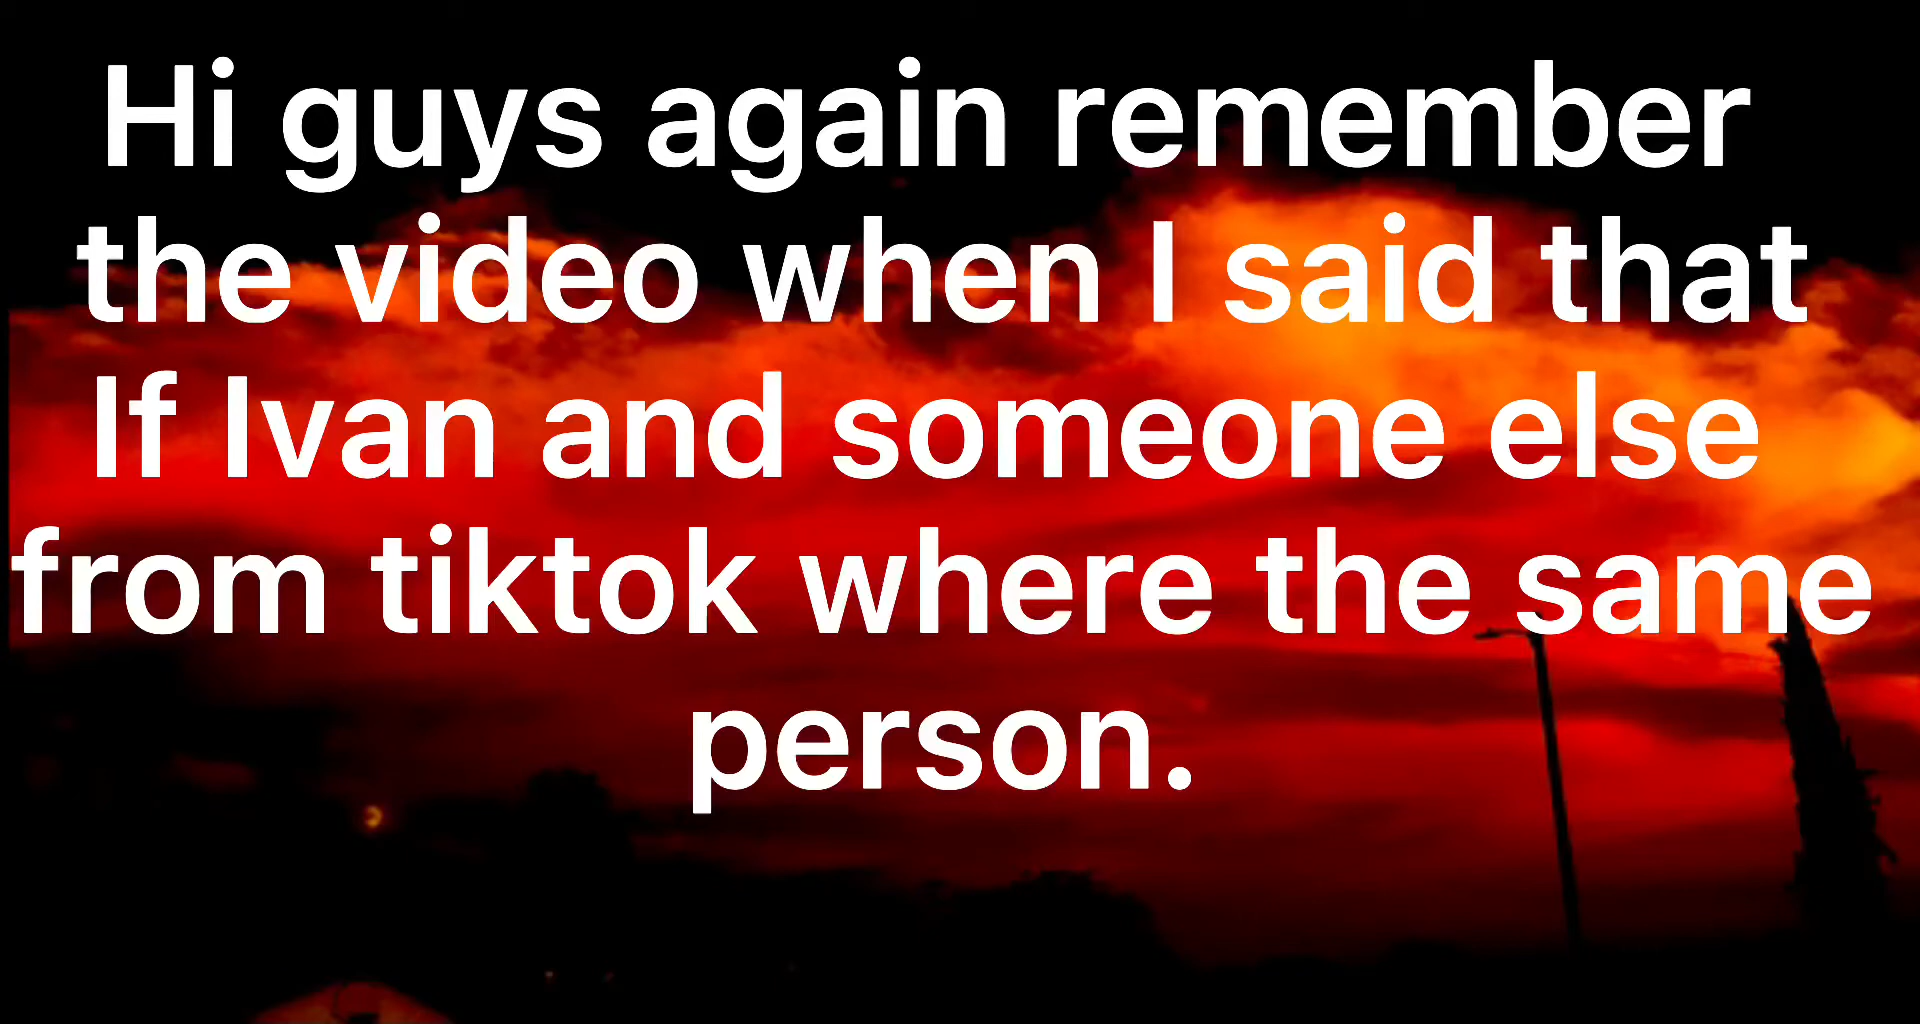 Hi guys again remember
the video when I said that
If Ivan and someone else
from tiktok where the same
person.